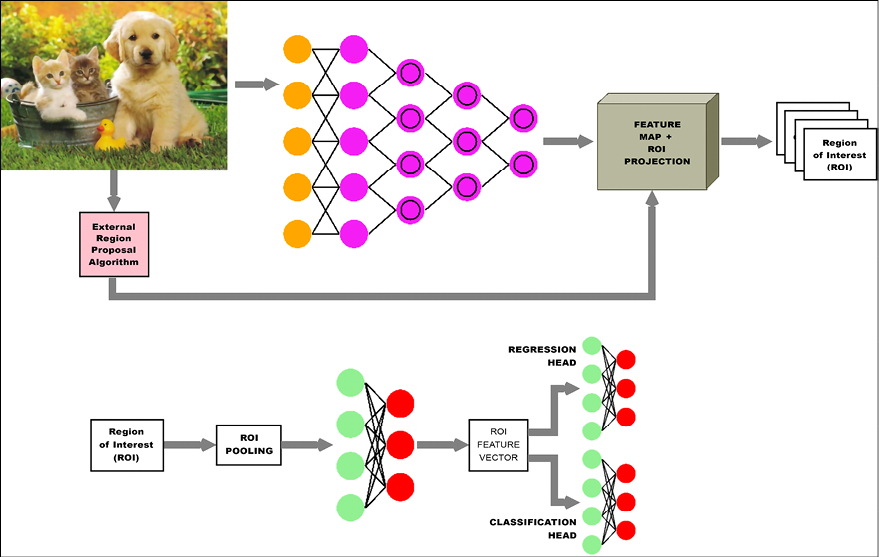 External
Region
Proposal
Algorithm
FEATURE
MAP +
ROI
PROJECTION
Region
of Interest
(ROI)
REGRESSION
HEAD
Region
of Interest
(ROI)
ROI
POOLING
ROI
FEATURE
VECTOR
CLASSIFICATION
HEAD